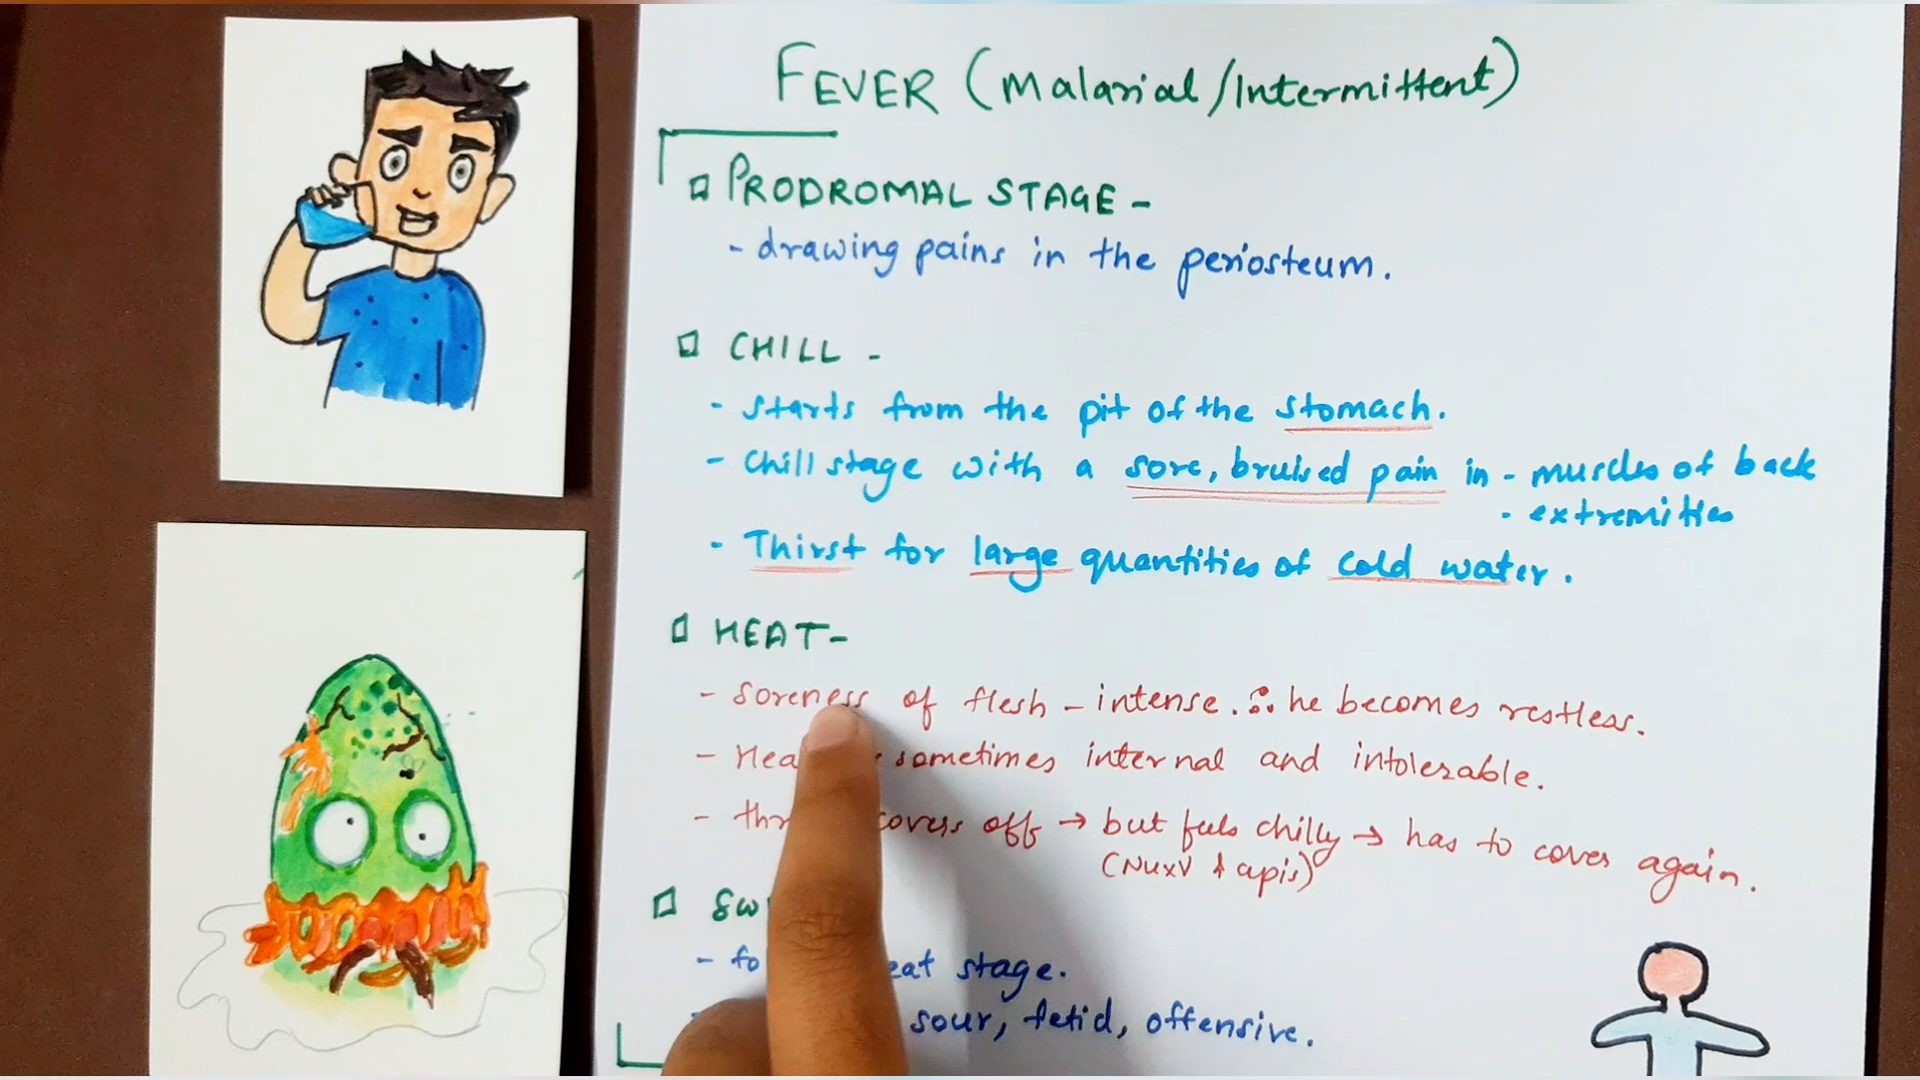 FEVER (Malarial/Intermittent)
PRODROMAL STAGE -
- drawing pains in the periosteum.
CHILL -
- starts from the pit of the stomach.
- Chill stage with a sore, bruised pain in - muscles of back
- extremities
- Thirst for large quantities of cold water.
HEAT -
- Soreness of flesh - intense. ∴ he becomes restless.
- sometimes internal and intolerable.
- covers off → but feels chilly → has to cover again.
(NuxV & apis)
- stage.
sour, fetid, offensive.